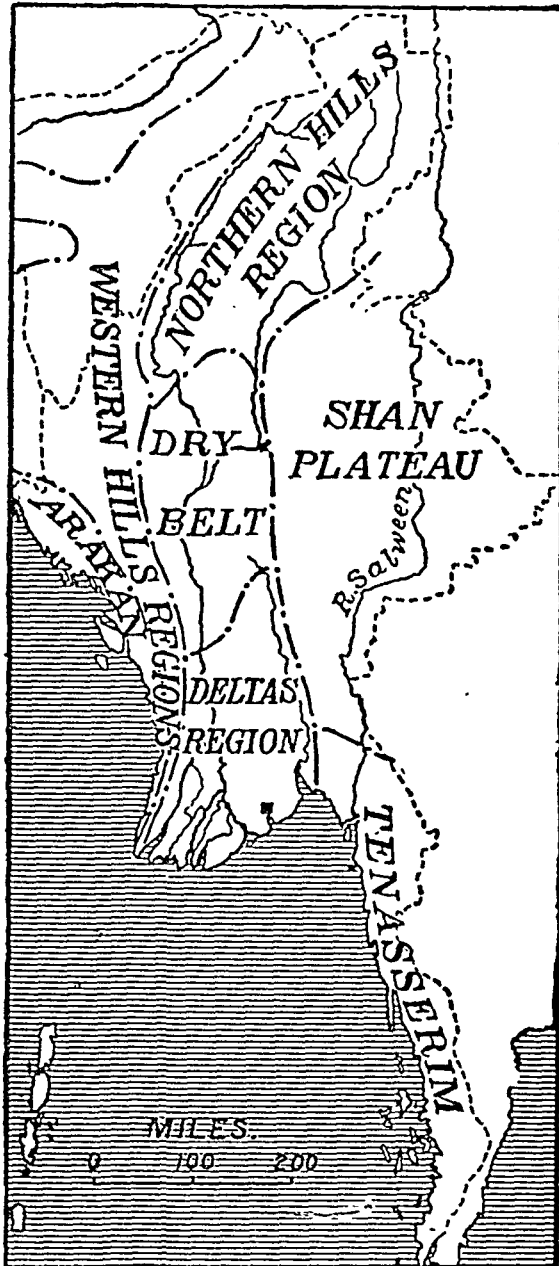 NORTHERN HILLS
REGION
WESTERN HILLS REGIONS
SHAN
PLATEAU
DRY
BELT
ARAKAN
R. Salween
DELTAS
REGION
TENASSERIM
MILES.
0 100 200